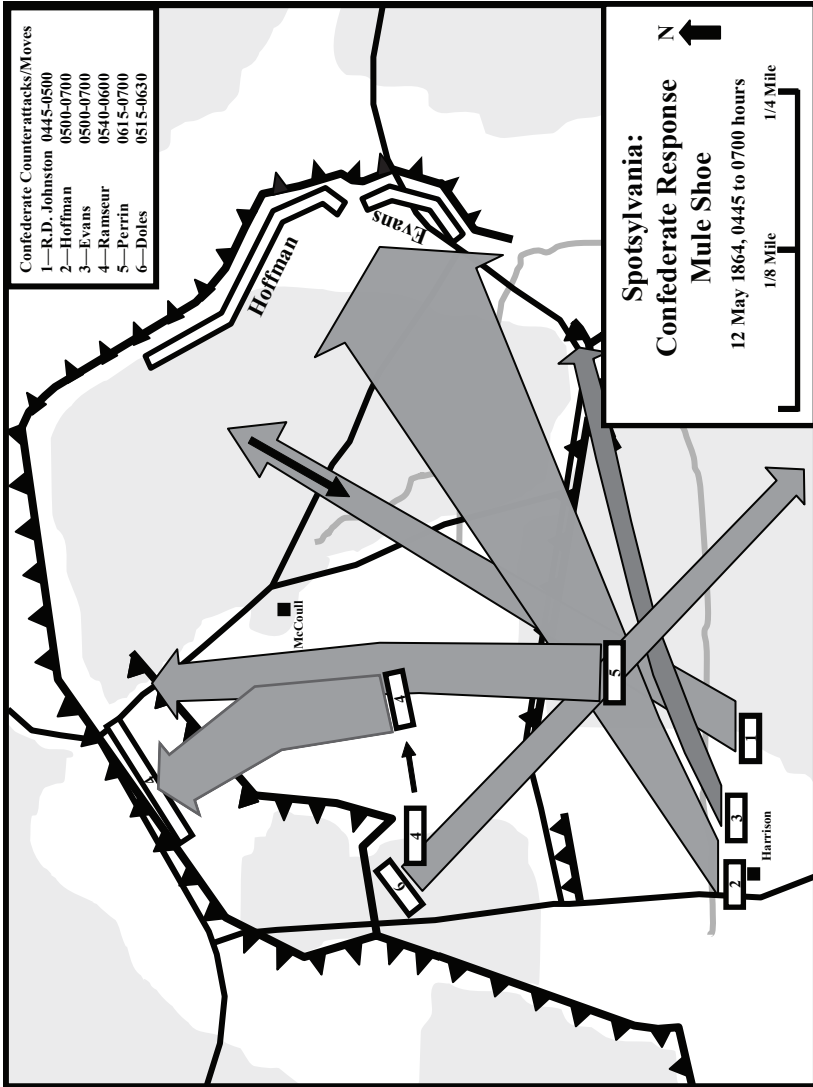 Confederate Counterattacks/Moves
1—R.D. Johnston 0445-0500
2—Hoffman 0500-0700
3—Evans 0500-0700
4—Ramseur 0540-0600
5—Perrin 0615-0700
6—Doles 0515-0630
Hoffman
Evans
McCoull
4
4
4
6
5
1
3
2
Harrison
Spotsylvania:
Confederate Response
Mule Shoe
12 May 1864, 0445 to 0700 hours
N
1/8 Mile
1/4 Mile